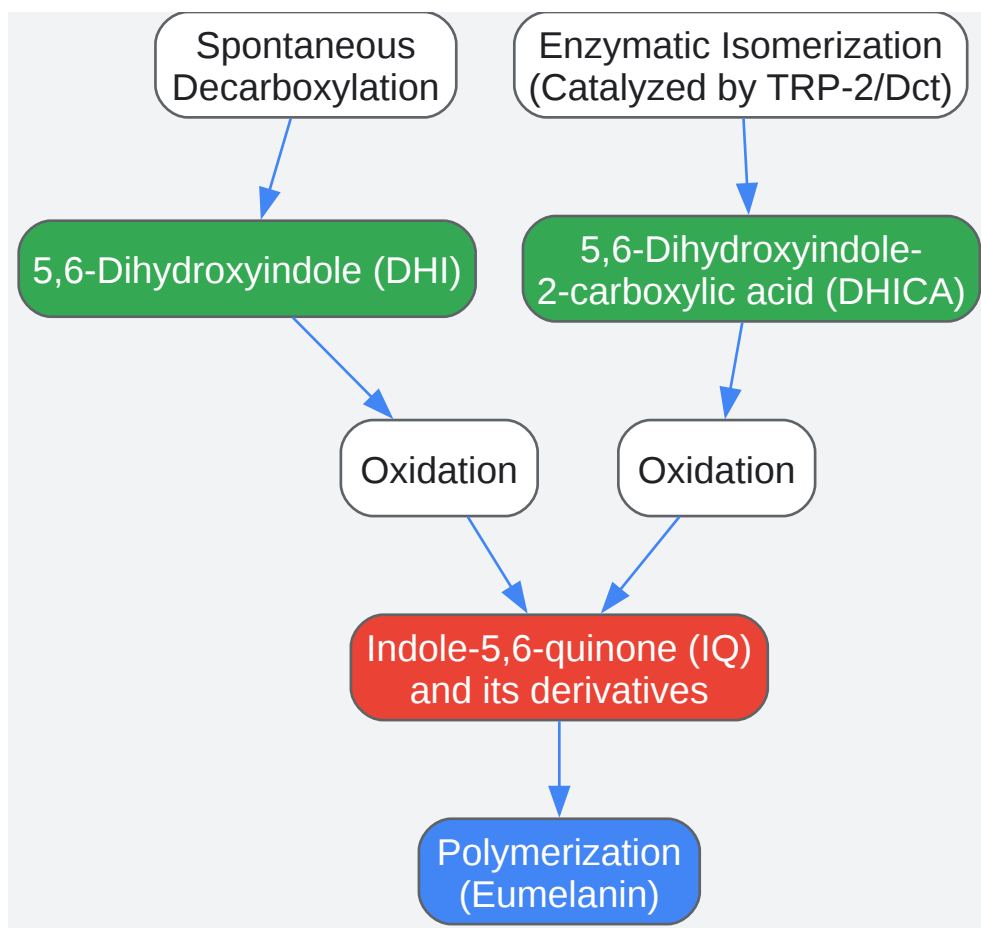 Spontaneous
Decarboxylation
Enzymatic Isomerization
(Catalyzed by TRP-2/Dct)
5,6-Dihydroxyindole (DHI)
5,6-Dihydroxyindole-
2-carboxylic acid (DHICA)
Oxidation
Oxidation
Indole-5,6-quinone (IQ)
and its derivatives
Polymerization
(Eumelanin)